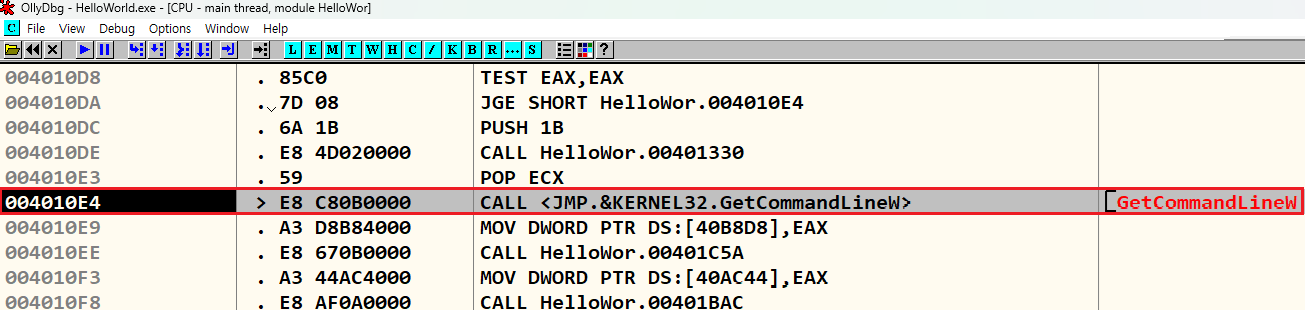 OllyDbg - HelloWorld.exe - [CPU - main thread, module HelloWor]
C File View Debug Options Window Help
L E M T W H C / K B R ... S ?
004010D8 . 85C0 TEST EAX,EAX
004010DA . 7D 08 JGE SHORT HelloWor.004010E4
004010DC . 6A 1B PUSH 1B
004010DE . E8 4D020000 CALL HelloWor.00401330
004010E3 . 59 POP ECX
004010E4 > E8 C80B0000 CALL <JMP.&KERNEL32.GetCommandLineW> [GetCommandLineW
004010E9 . A3 D8B84000 MOV DWORD PTR DS:[40B8D8],EAX
004010EE . E8 670B0000 CALL HelloWor.00401C5A
004010F3 . A3 44AC4000 MOV DWORD PTR DS:[40AC44],EAX
004010F8 . E8 AF0A0000 CALL HelloWor.00401BAC